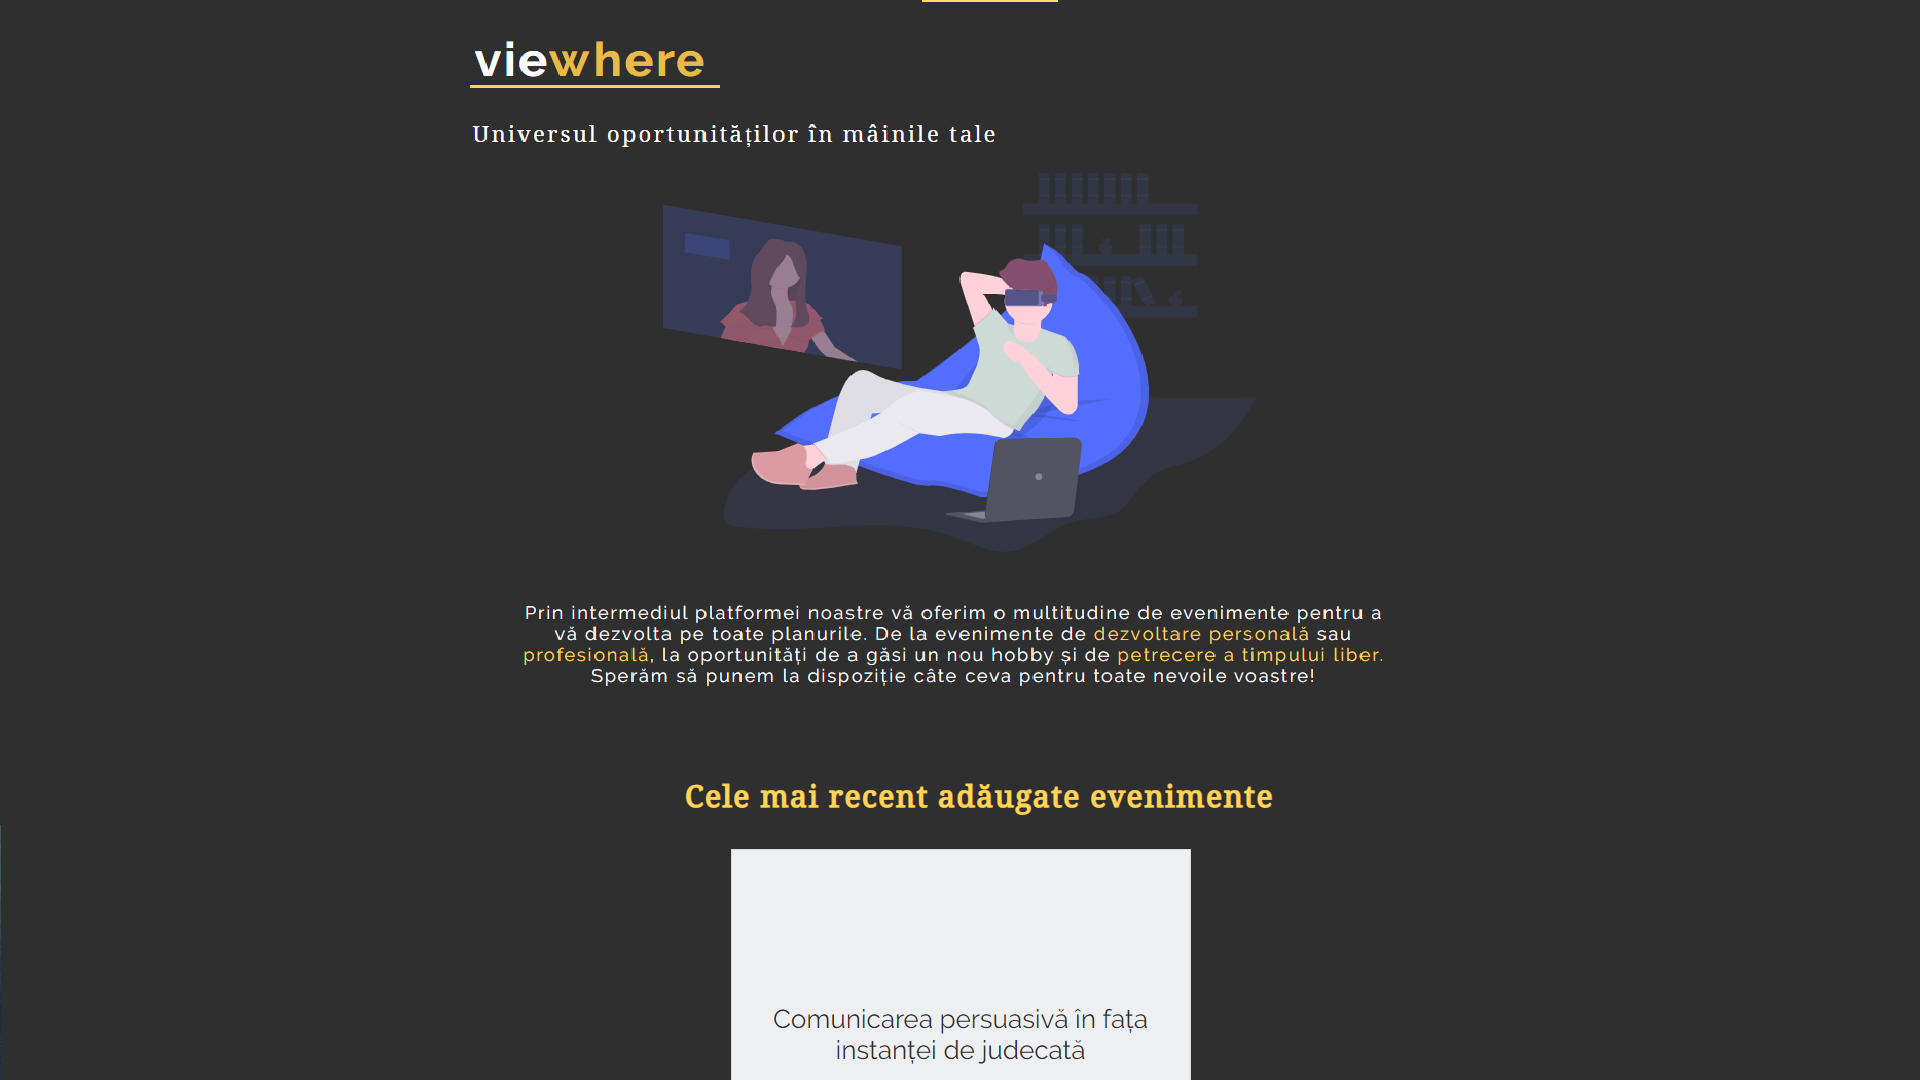 viewhere
Universul oportunităților în mâinile tale
Prin intermediul platformei noastre vă oferim o multitudine de evenimente pentru a
vă dezvolta pe toate planurile. De la evenimente de dezvoltare personală sau
profesională, la oportunități de a găsi un nou hobby și de petrecere a timpului liber.
Sperăm să punem la dispoziție câte ceva pentru toate nevoile voastre!
Cele mai recent adăugate evenimente
Comunicarea persuasivă în fața
instanței de judecată